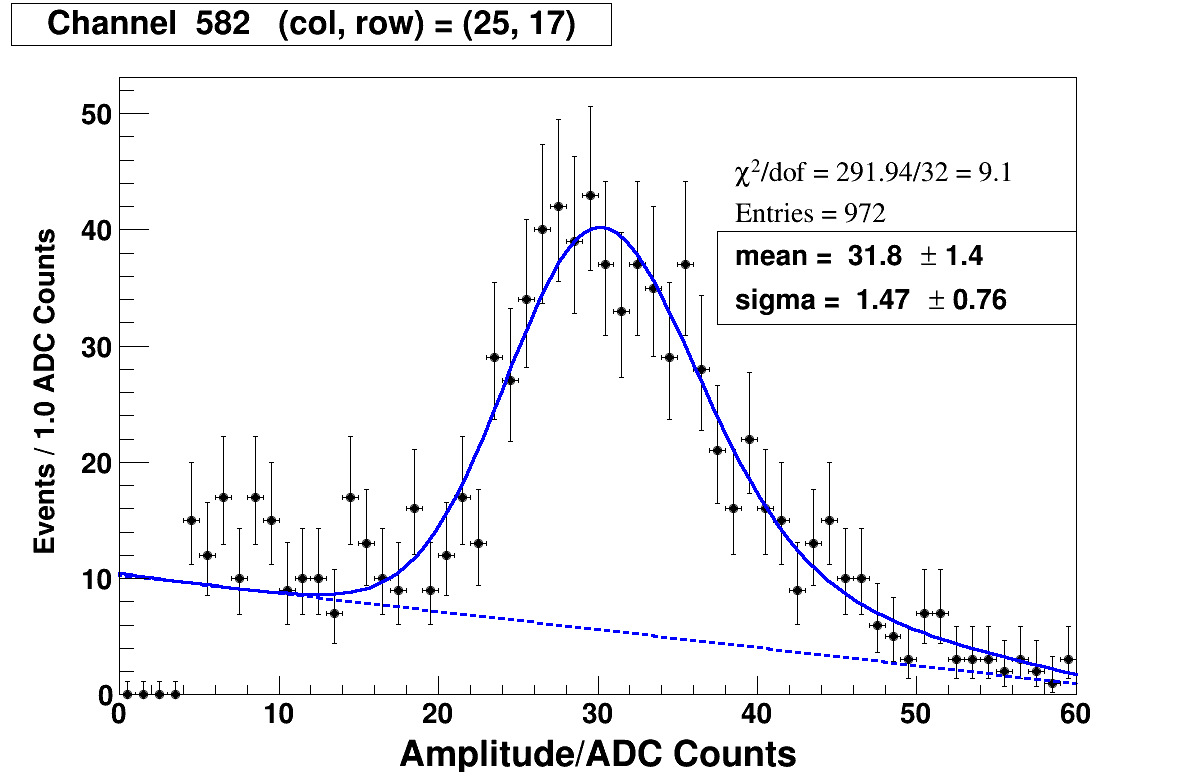 Channel 582 (col, row) = (25, 17)
χ²/dof = 291.94/32 = 9.1
Entries = 972
mean = 31.8 ± 1.4
sigma = 1.47 ± 0.76
Events / 1.0 ADC Counts
50
40
30
20
10
0
0 10 20 30 40 50 60
Amplitude/ADC Counts